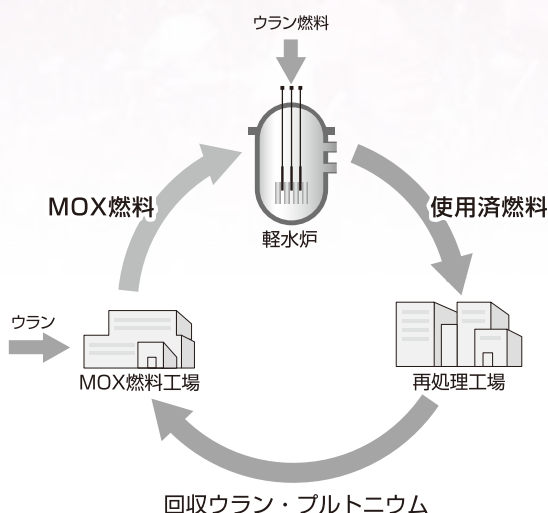 ウラン燃料
MOX燃料
使用済燃料
軽水炉
ウラン
MOX燃料工場
再処理工場
回収ウラン・プルトニウム